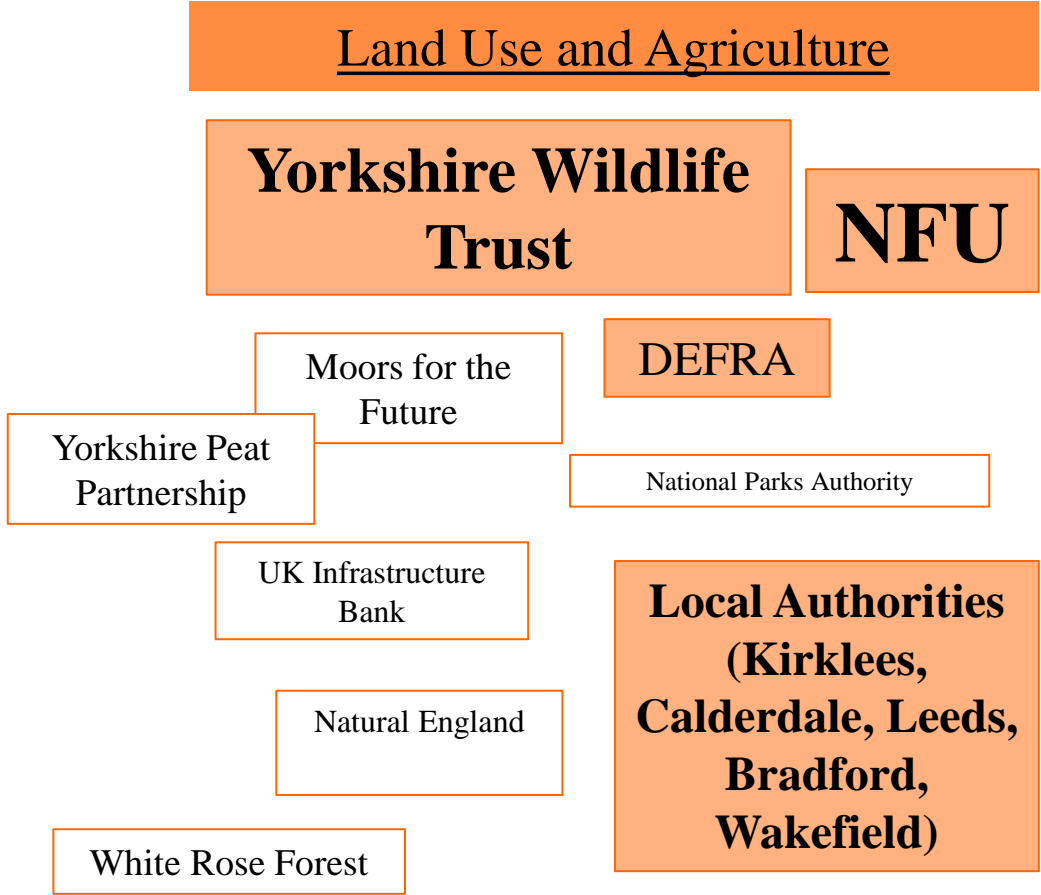 Land Use and Agriculture
Yorkshire Wildlife
Trust
NFU
DEFRA
Moors for the
Future
Yorkshire Peat
Partnership
National Parks Authority
UK Infrastructure
Bank
Local Authorities
(Kirklees,
Calderdale, Leeds,
Bradford,
Wakefield)
Natural England
White Rose Forest